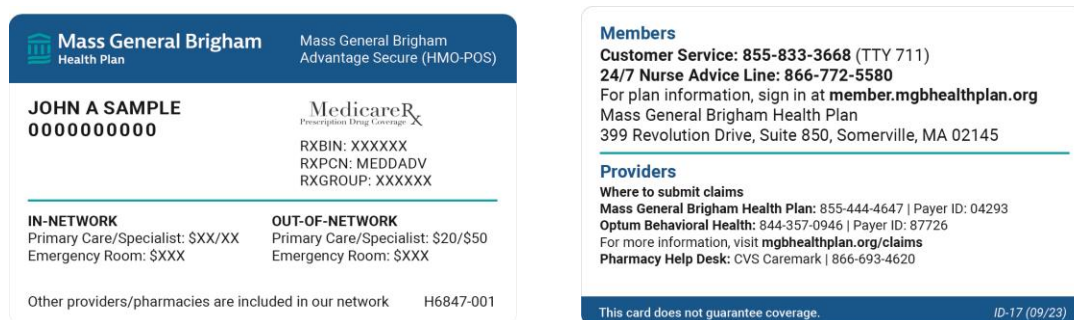 Mass General Brigham
Health Plan
Mass General Brigham
Advantage Secure (HMO-POS)
JOHN A SAMPLE
0000000000
MedicareRx
Prescription Drug Coverage
RXBIN: XXXXXX
RXPCN: MEDDADV
RXGROUP: XXXXXX
IN-NETWORK
Primary Care/Specialist: $XX/XX
Emergency Room: $XXX
OUT-OF-NETWORK
Primary Care/Specialist: $20/$50
Emergency Room: $XXX
Other providers/pharmacies are included in our network H6847-001
Members
Customer Service: 855-833-3668 (TTY 711)
24/7 Nurse Advice Line: 866-772-5580
For plan information, sign in at member.mgbhealthplan.org
Mass General Brigham Health Plan
399 Revolution Drive, Suite 850, Somerville, MA 02145
Providers
Where to submit claims
Mass General Brigham Health Plan: 855-444-4647 | Payer ID: 04293
Optum Behavioral Health: 844-357-0946 | Payer ID: 87726
For more information, visit mgbhealthplan.org/claims
Pharmacy Help Desk: CVS Caremark | 866-693-4620
This card does not guarantee coverage. ID-17 (09/23)